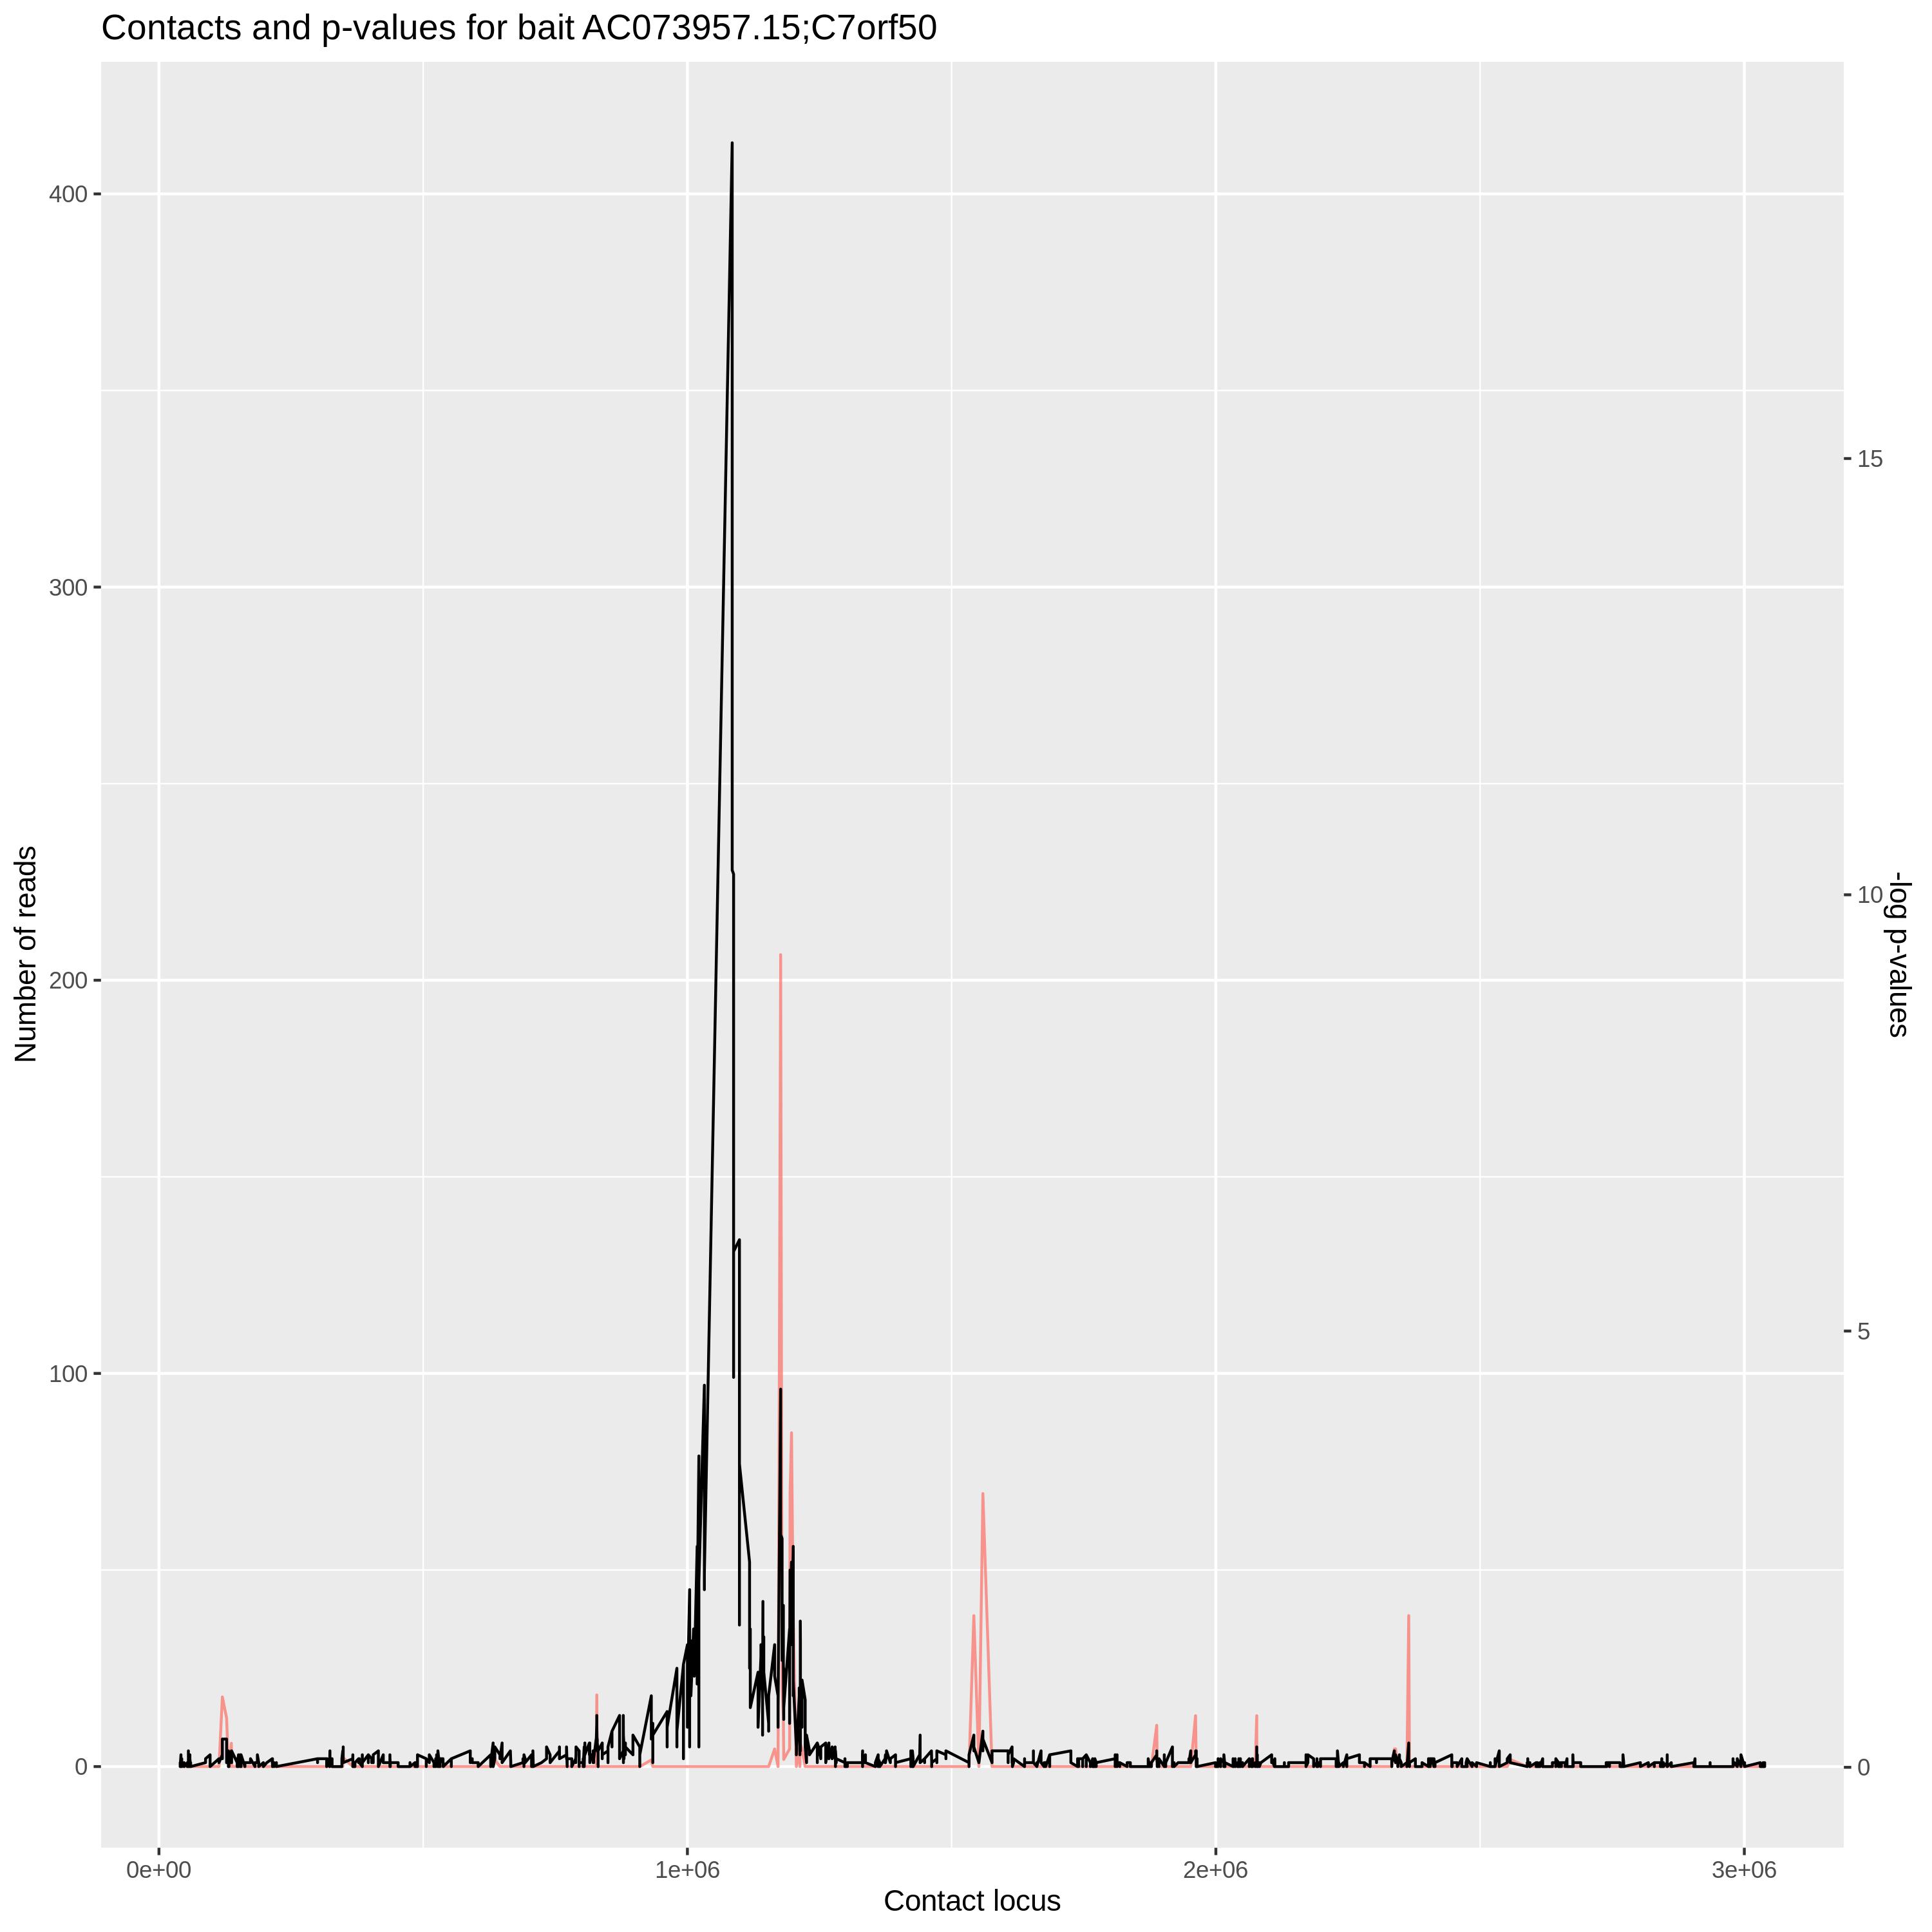 Contacts and p-values for bait AC073957.15;C7orf50
400
300
200
100
0
Number of reads
15
10
5
0
-log p-values
0e+00
1e+06
2e+06
3e+06
Contact locus